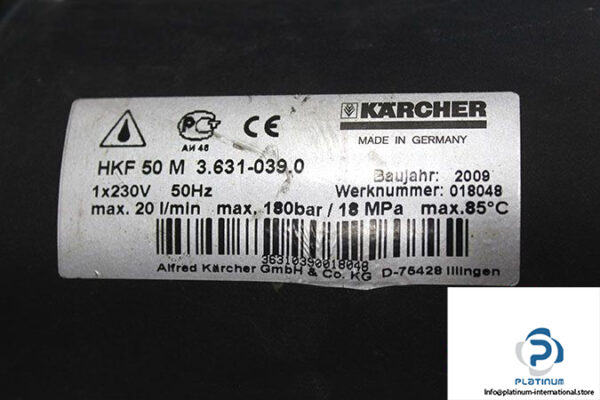 KÄRCHER
MADE IN GERMANY
АИ 46
CE
HKF 50 M 3.631-039.0
Baujahr: 2009
1x230V 50Hz
Werknummer: 018048
max. 20 l/min max. 180bar / 18 MPa max.85°C
36310390018048
Alfred Kärcher GmbH & Co. KG D-75428 Illingen
PLATINUM
info@platinum-international.store